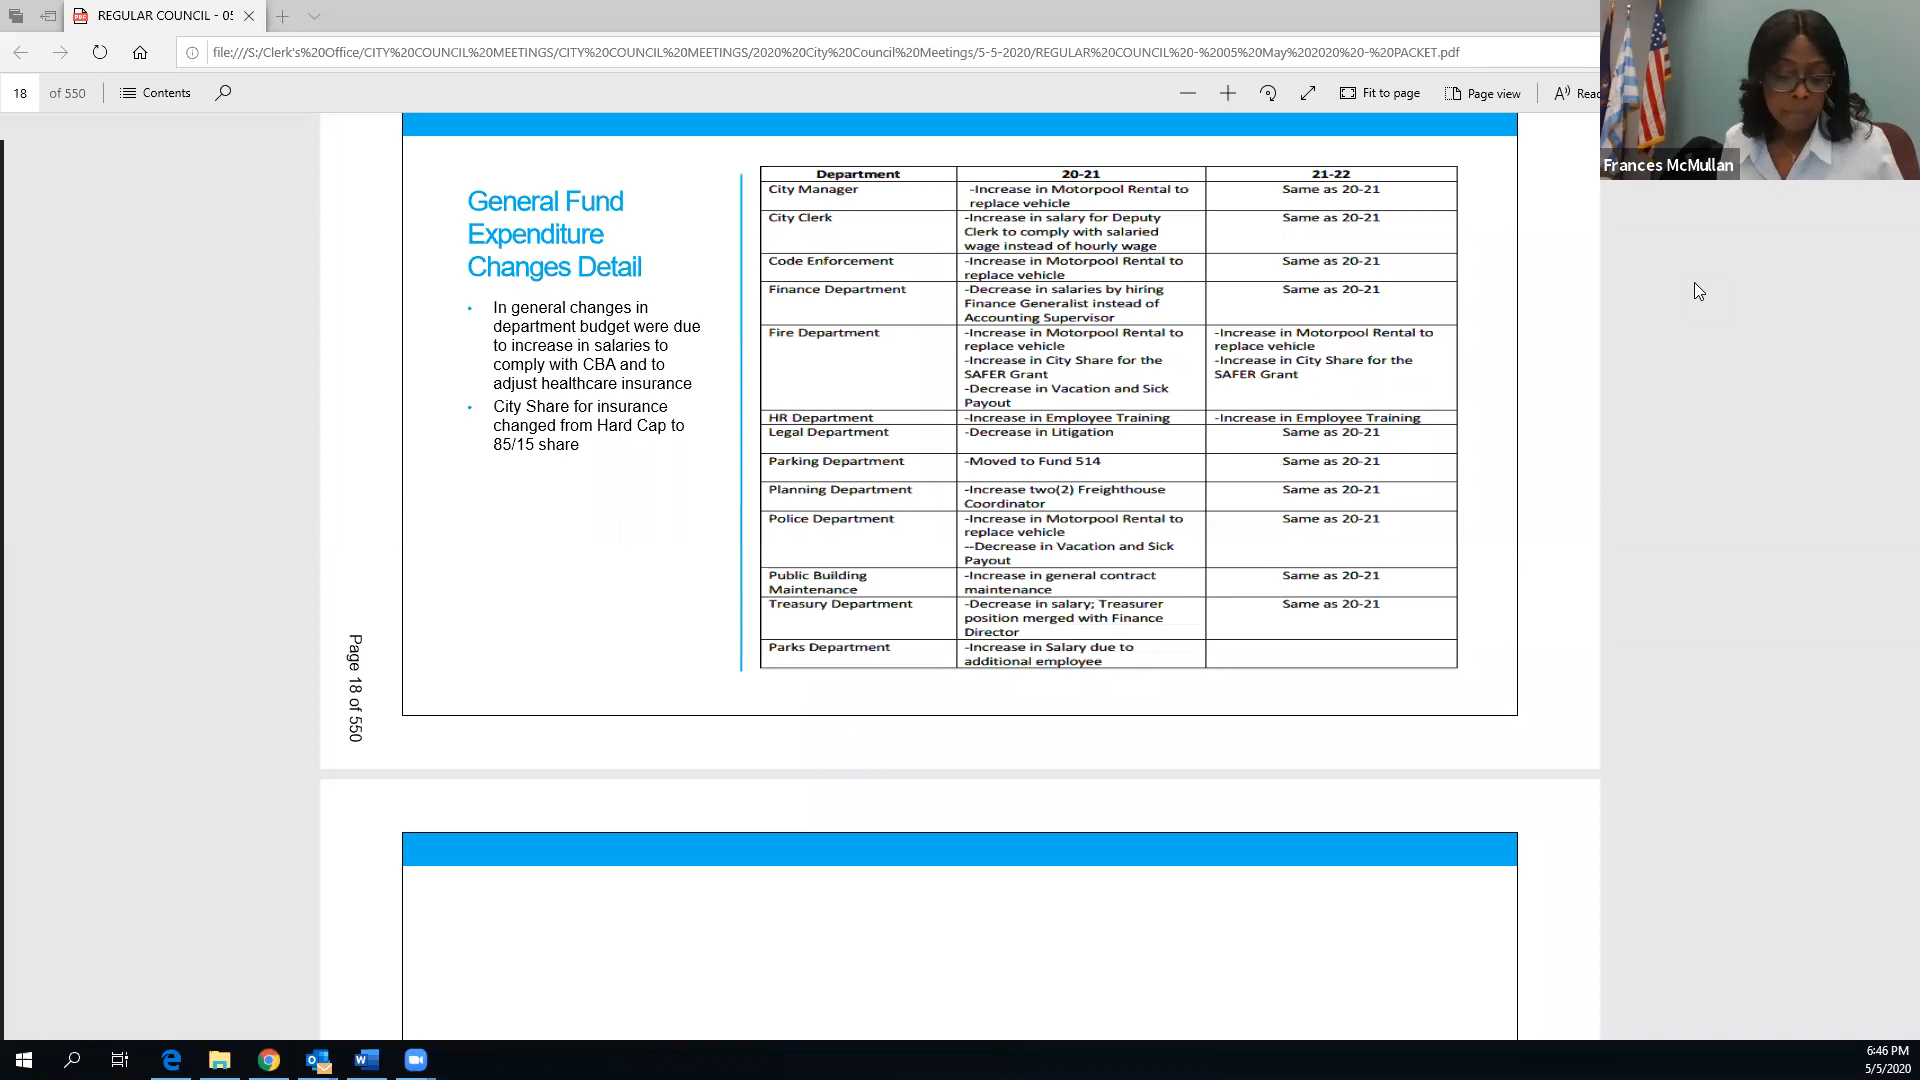 REGULAR COUNCIL - 05
file:///S:/Clerk's%20Office/CITY%20COUNCIL%20MEETINGS/CITY%20COUNCIL%20MEETINGS/2020%20City%20Council%20Meetings/5-5-2020/REGULAR%20COUNCIL%20-%2005%20May%202020%20-%20PACKET.pdf
18 of 550 Contents Fit to page Page view Read
Frances McMullan
General Fund
Expenditure
Changes Detail
• In general changes in
department budget were due
to increase in salaries to
comply with CBA and to
adjust healthcare insurance
• City Share for insurance
changed from Hard Cap to
85/15 share
Department 20-21 21-22
City Manager -Increase in Motorpool Rental to Same as 20-21
replace vehicle
City Clerk -Increase in salary for Deputy Same as 20-21
Clerk to comply with salaried
wage instead of hourly wage
Code Enforcement -Increase in Motorpool Rental to Same as 20-21
replace vehicle
Finance Department -Decrease in salaries by hiring Same as 20-21
Finance Generalist instead of
Accounting Supervisor
Fire Department -Increase in Motorpool Rental to -Increase in Motorpool Rental to
replace vehicle replace vehicle
-Increase in City Share for the -Increase in City Share for the
SAFER Grant SAFER Grant
-Decrease in Vacation and Sick
Payout
HR Department -Increase in Employee Training -Increase in Employee Training
Legal Department -Decrease in Litigation Same as 20-21
Parking Department -Moved to Fund 514 Same as 20-21
Planning Department -Increase two(2) Freighthouse Same as 20-21
Coordinator
Police Department -Increase in Motorpool Rental to Same as 20-21
replace vehicle
--Decrease in Vacation and Sick
Payout
Public Building -Increase in general contract Same as 20-21
Maintenance maintenance
Treasury Department -Decrease in salary; Treasurer Same as 20-21
position merged with Finance
Director
Parks Department -Increase in Salary due to
additional employee
Page 18 of 550
6:46 PM
5/5/2020